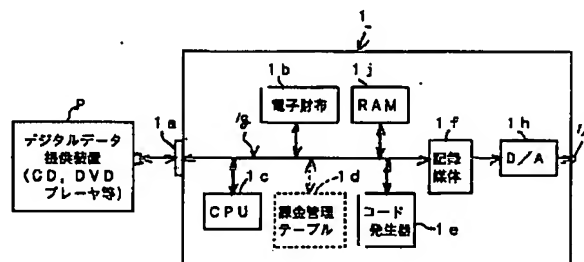 1
1b
1j
P
1a
電子財布
RAM
1f
1h
デジタルデータ
提供装置
(CD, DVD
プレーヤ等)
1g
記録
媒体
D/A
1d
CPU
1c
課金管理
テーブル
コード
発生器
1e